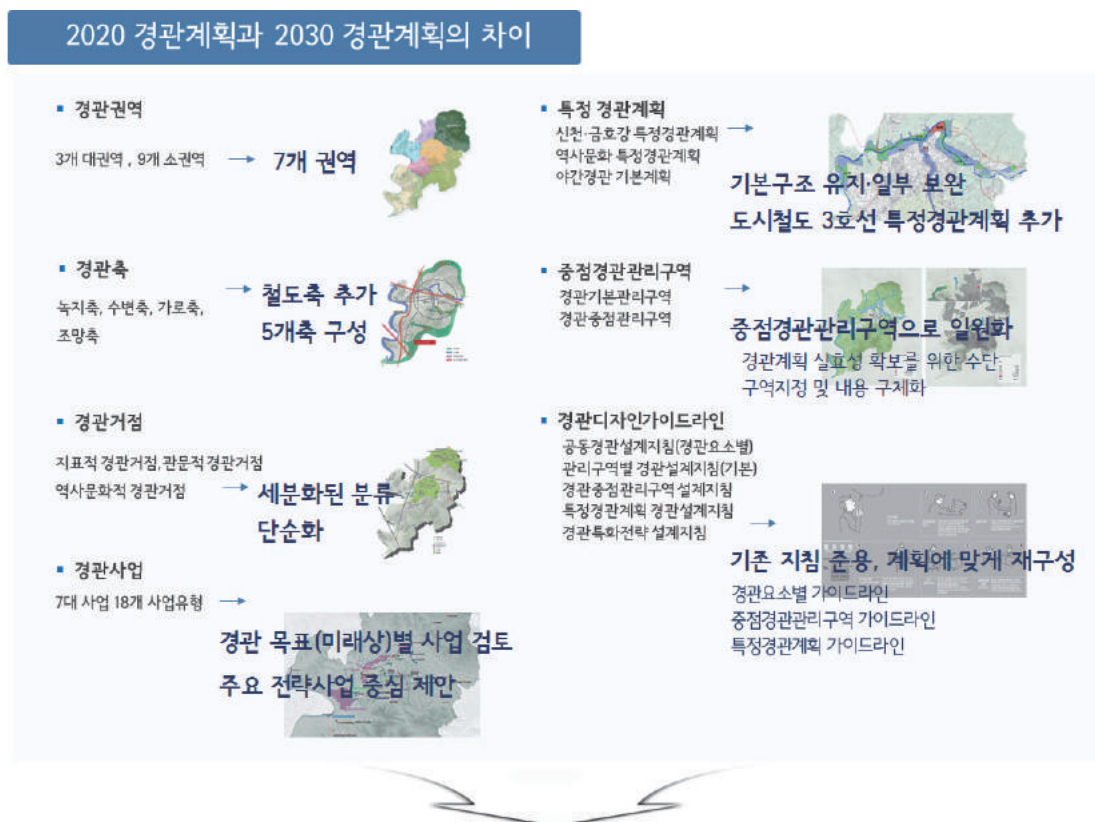 2020 경관계획과 2030 경관계획의 차이
▪ 경관권역
3개 대권역 , 9개 소권역 → 7개 권역
▪ 경관축
녹지축, 수변축, 가로축,
조망축
→ 철도축 추가
5개축 구성
▪ 경관거점
지표적 경관거점, 관문적 경관거점
역사문화적 경관거점 → 세분화된 분류
단순화
▪ 경관사업
7대 사업 18개 사업유형 →
경관 목표(미래상)별 사업 검토
주요 전략사업 중심 제안
▪ 특정 경관계획
신천·금호강 특정경관계획 →
역사문화 특정경관계획
야간경관 기본계획
기본구조 유지·일부 보완
도시철도 3호선 특정경관계획 추가
▪ 중점경관관리구역
경관기본관리구역 →
경관중점관리구역
중점경관관리구역으로 일원화
경관계획 실효성 확보를 위한 수단
구역지정 및 내용 구체화
▪ 경관디자인가이드라인
공동경관설계지침(경관요소별)
관리구역별 경관설계지침(기본)
경관중점관리구역 설계지침
특정경관계획 경관설계지침
경관특화전략 설계지침 →
기존 지침 준용, 계획에 맞게 재구성
경관요소별 가이드라인
중점경관관리구역 가이드라인
특정경관계획 가이드라인